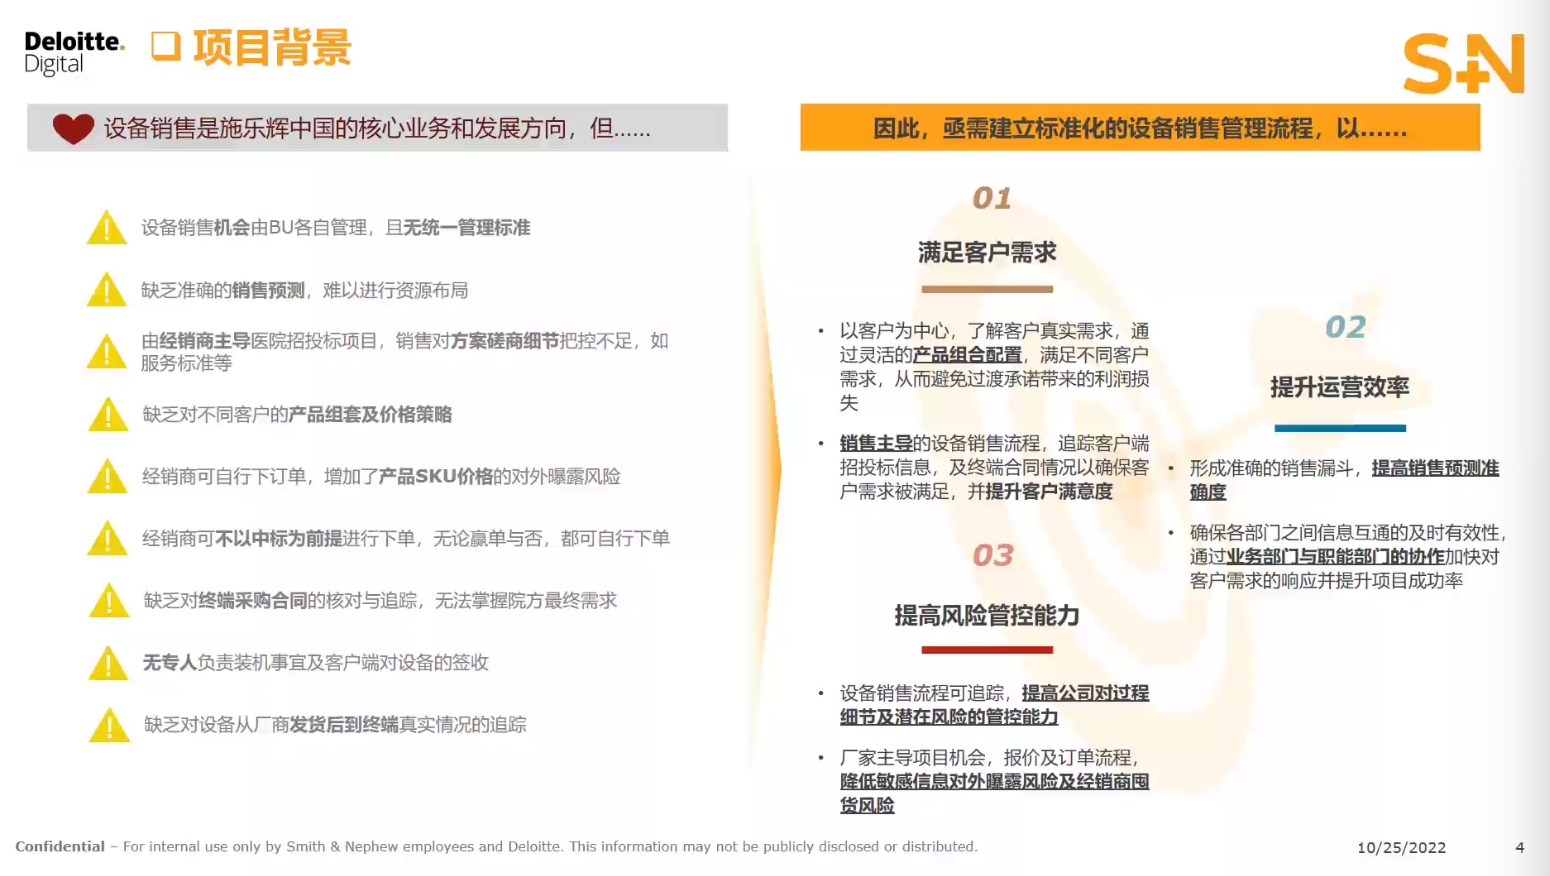 Deloitte.
Digital
项目背景
S+N
设备销售是施乐辉中国的核心业务和发展方向，但……
设备销售机会由BU各自管理，且无统一管理标准
缺乏准确的销售预测，难以进行资源布局
由经销商主导医院招投标项目，销售对方案磋商细节把控不足，如
服务标准等
缺乏对不同客户的产品组套及价格策略
经销商可自行下订单，增加了产品SKU价格的对外曝露风险
经销商可不以中标为前提进行下单，无论赢单与否，都可自行下单
缺乏对终端采购合同的核对与追踪，无法掌握院方最终需求
无专人负责装机事宜及客户端对设备的签收
缺乏对设备从厂商发货后到终端真实情况的追踪
因此，亟需建立标准化的设备销售管理流程，以……
01
满足客户需求
• 以客户为中心，了解客户真实需求，通
过灵活的产品组合配置，满足不同客户
需求，从而避免过渡承诺带来的利润损
失
• 销售主导的设备销售流程，追踪客户端
招投标信息，及终端合同情况以确保客
户需求被满足，并提升客户满意度
02
提升运营效率
• 形成准确的销售漏斗，提高销售预测准
确度
• 确保各部门之间信息互通的及时有效性，
通过业务部门与职能部门的协作加快对
客户需求的响应并提升项目成功率
03
提高风险管控能力
• 设备销售流程可追踪，提高公司对过程
细节及潜在风险的管控能力
• 厂家主导项目机会，报价及订单流程，
降低敏感信息对外曝露风险及经销商囤
货风险
Confidential – For internal use only by Smith & Nephew employees and Deloitte. This information may not be publicly disclosed or distributed.
10/25/2022
4